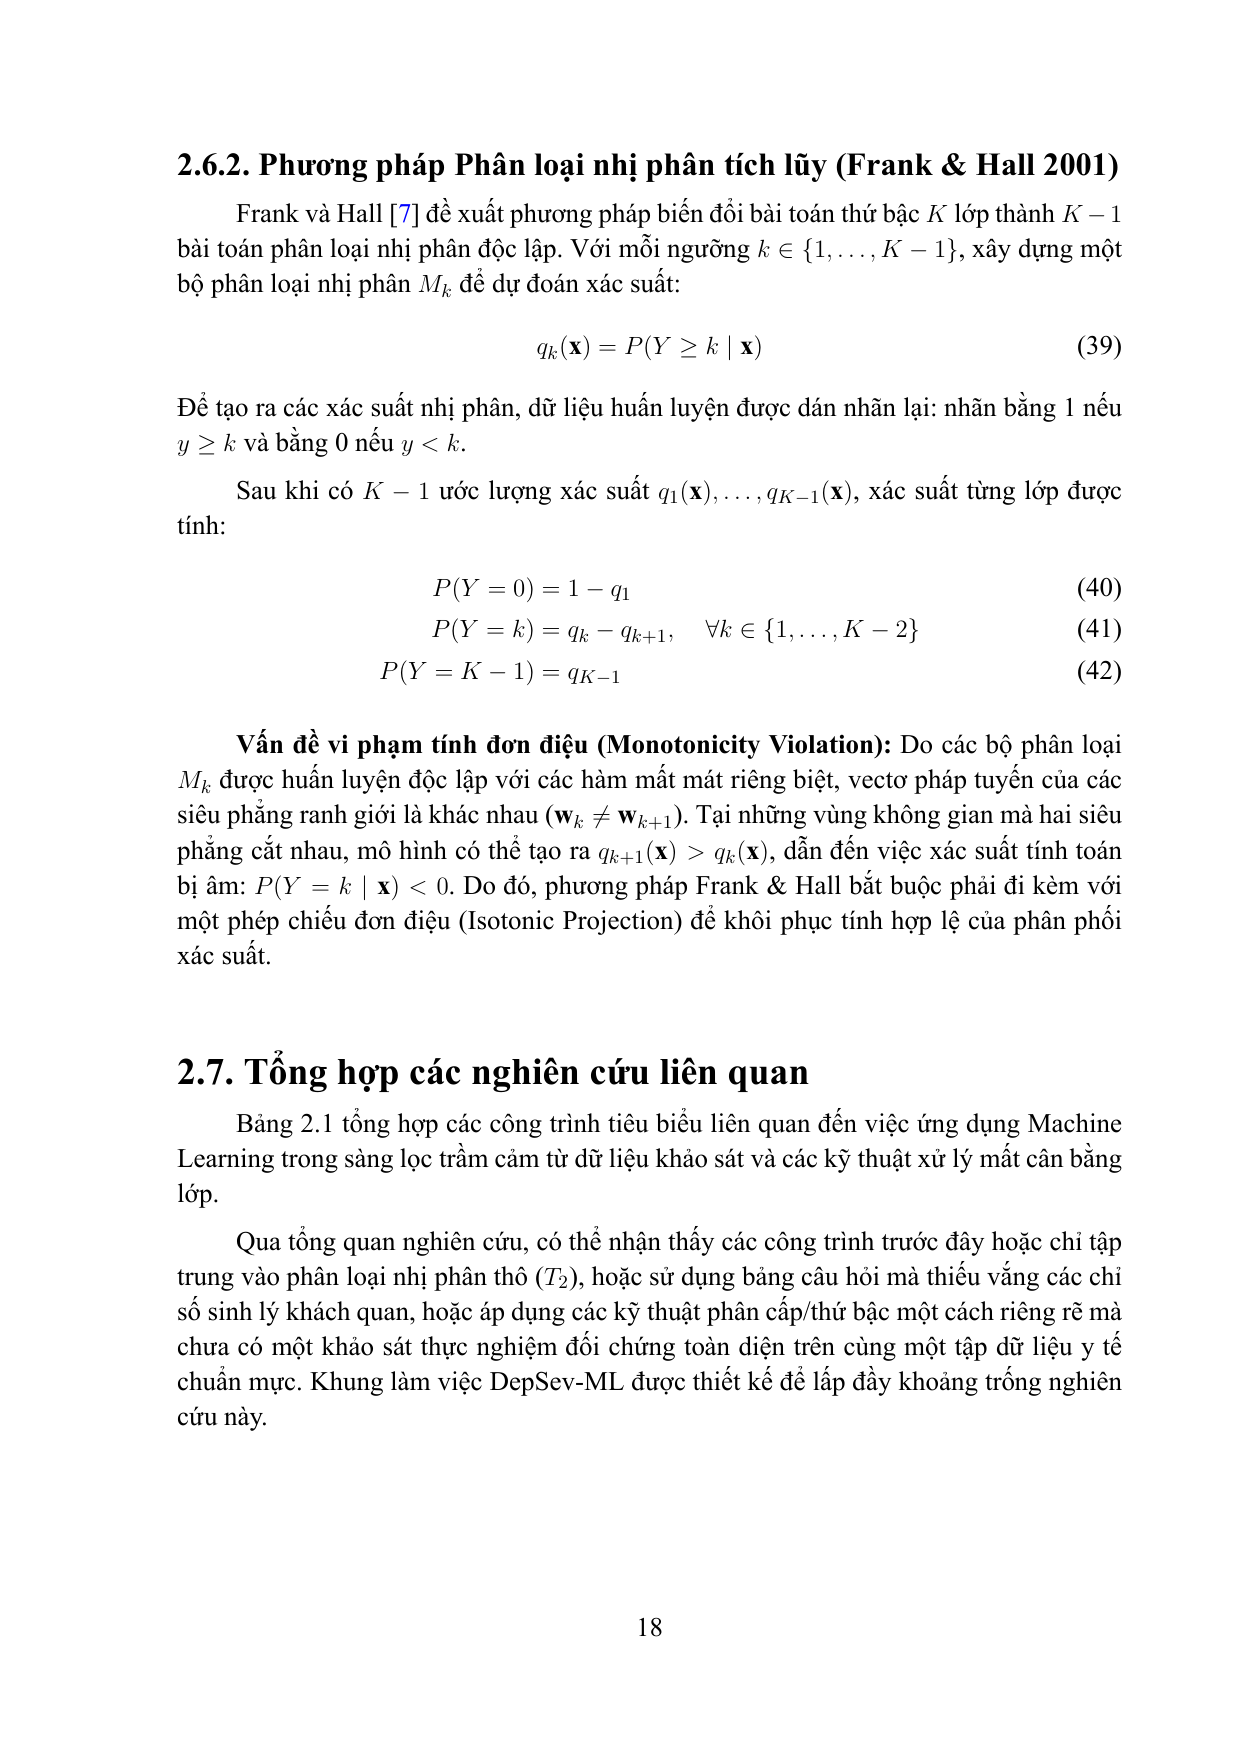 2.6.2. Phương pháp Phân loại nhị phân tích lũy (Frank & Hall 2001)
Frank và Hall [7] đề xuất phương pháp biến đổi bài toán thứ bậc K lớp thành K − 1
bài toán phân loại nhị phân độc lập. Với mỗi ngưỡng k ∈ {1, . . . , K − 1}, xây dựng một
bộ phân loại nhị phân Mₖ để dự đoán xác suất:
qₖ(x) = P(Y ≥ k | x) (39)
Để tạo ra các xác suất nhị phân, dữ liệu huấn luyện được dán nhãn lại: nhãn bằng 1 nếu
y ≥ k và bằng 0 nếu y < k.
Sau khi có K − 1 ước lượng xác suất q₁(x), . . . , q_{K−1}(x), xác suất từng lớp được
tính:
P(Y = 0) = 1 − q₁ (40)
P(Y = k) = qₖ − qₖ₊₁, ∀k ∈ {1, . . . , K − 2} (41)
P(Y = K − 1) = q_{K−1} (42)
Vấn đề vi phạm tính đơn điệu (Monotonicity Violation): Do các bộ phân loại
Mₖ được huấn luyện độc lập với các hàm mất mát riêng biệt, vectơ pháp tuyến của các
siêu phẳng ranh giới là khác nhau (wₖ ≠ wₖ₊₁). Tại những vùng không gian mà hai siêu
phẳng cắt nhau, mô hình có thể tạo ra qₖ₊₁(x) > qₖ(x), dẫn đến việc xác suất tính toán
bị âm: P(Y = k | x) < 0. Do đó, phương pháp Frank & Hall bắt buộc phải đi kèm với
một phép chiếu đơn điệu (Isotonic Projection) để khôi phục tính hợp lệ của phân phối
xác suất.
2.7. Tổng hợp các nghiên cứu liên quan
Bảng 2.1 tổng hợp các công trình tiêu biểu liên quan đến việc ứng dụng Machine
Learning trong sàng lọc trầm cảm từ dữ liệu khảo sát và các kỹ thuật xử lý mất cân bằng
lớp.
Qua tổng quan nghiên cứu, có thể nhận thấy các công trình trước đây hoặc chỉ tập
trung vào phân loại nhị phân thô (T₂), hoặc sử dụng bảng câu hỏi mà thiếu vắng các chỉ
số sinh lý khách quan, hoặc áp dụng các kỹ thuật phân cấp/thứ bậc một cách riêng rẽ mà
chưa có một khảo sát thực nghiệm đối chứng toàn diện trên cùng một tập dữ liệu y tế
chuẩn mực. Khung làm việc DepSev-ML được thiết kế để lấp đầy khoảng trống nghiên
cứu này.
18